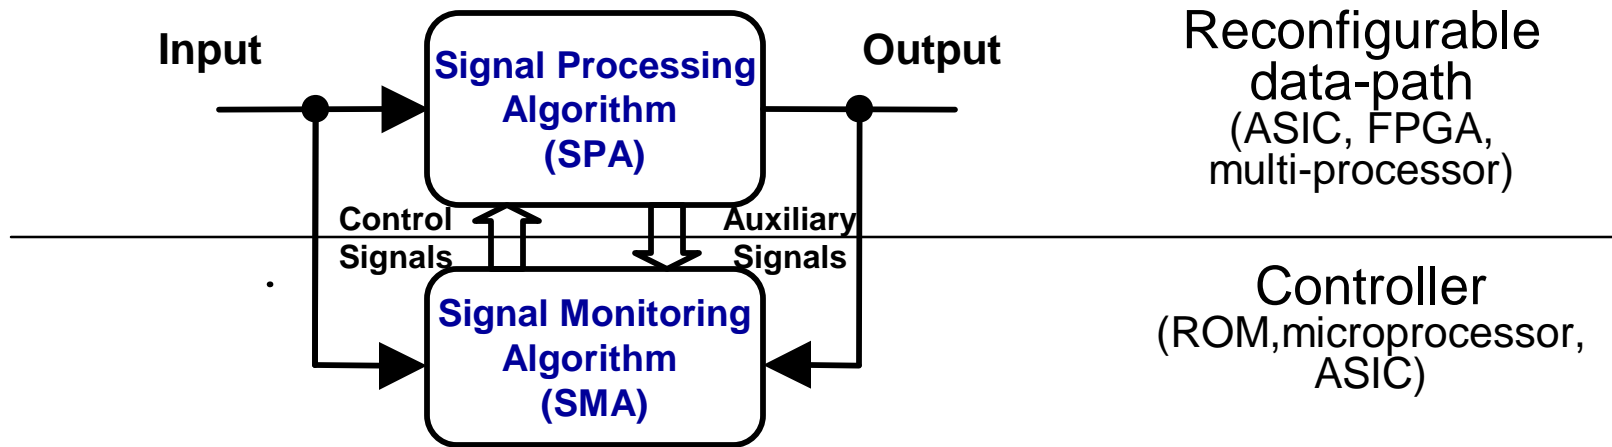 Input
Signal Processing
Algorithm
(SPA)
Output
Reconfigurable
data-path
(ASIC, FPGA,
multi-processor)
Control
Signals
Auxiliary
Signals
Signal Monitoring
Algorithm
(SMA)
Controller
(ROM,microprocessor,
ASIC)